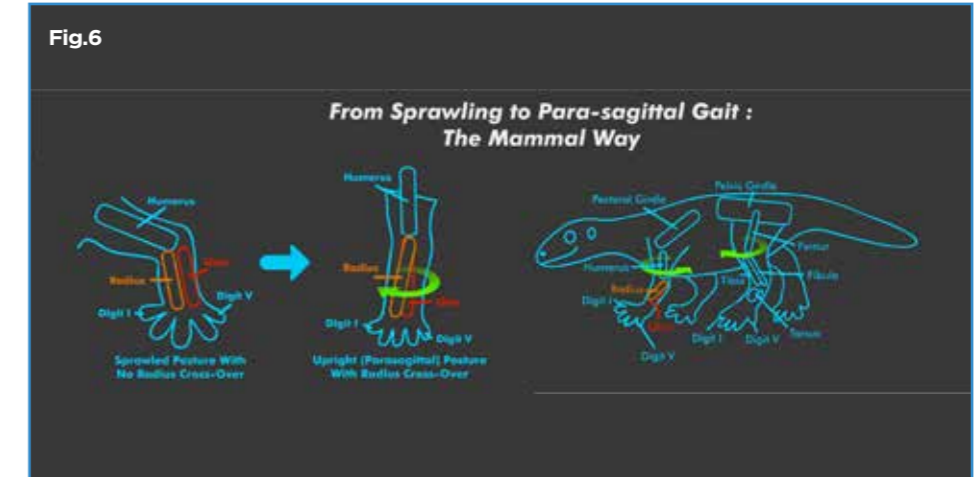 Fig.6
From Sprawling to Para-sagittal Gait :
The Mammal Way
Humerus
Radius
Ulna
Digit I
Digit V
Sprawled Posture With
No Radius Cross-Over
Humerus
Radius
Ulna
Digit I
Digit V
Upright (Parasagittal) Posture
With Radius Cross-Over
Pectoral Girdle
Pelvic Girdle
Humerus
Femur
Radius
Tibia
Fibula
Digit I
Ulna
Digit V
Digit I
Digit V
Tarsus